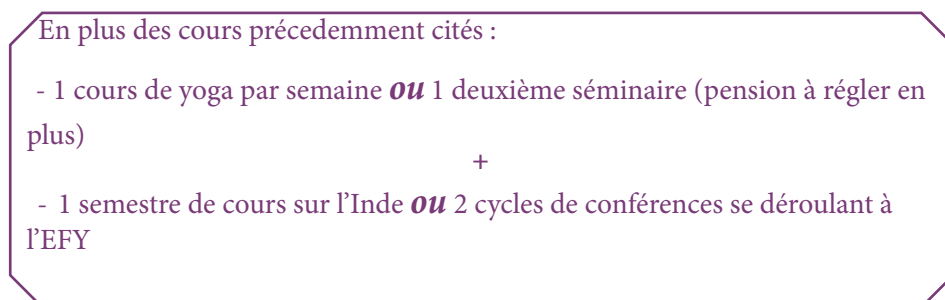 En plus des cours précedemment cités :
- 1 cours de yoga par semaine ou 1 deuxième séminaire (pension à régler en
plus)
+
- 1 semestre de cours sur l’Inde ou 2 cycles de conférences se déroulant à
l’EFY